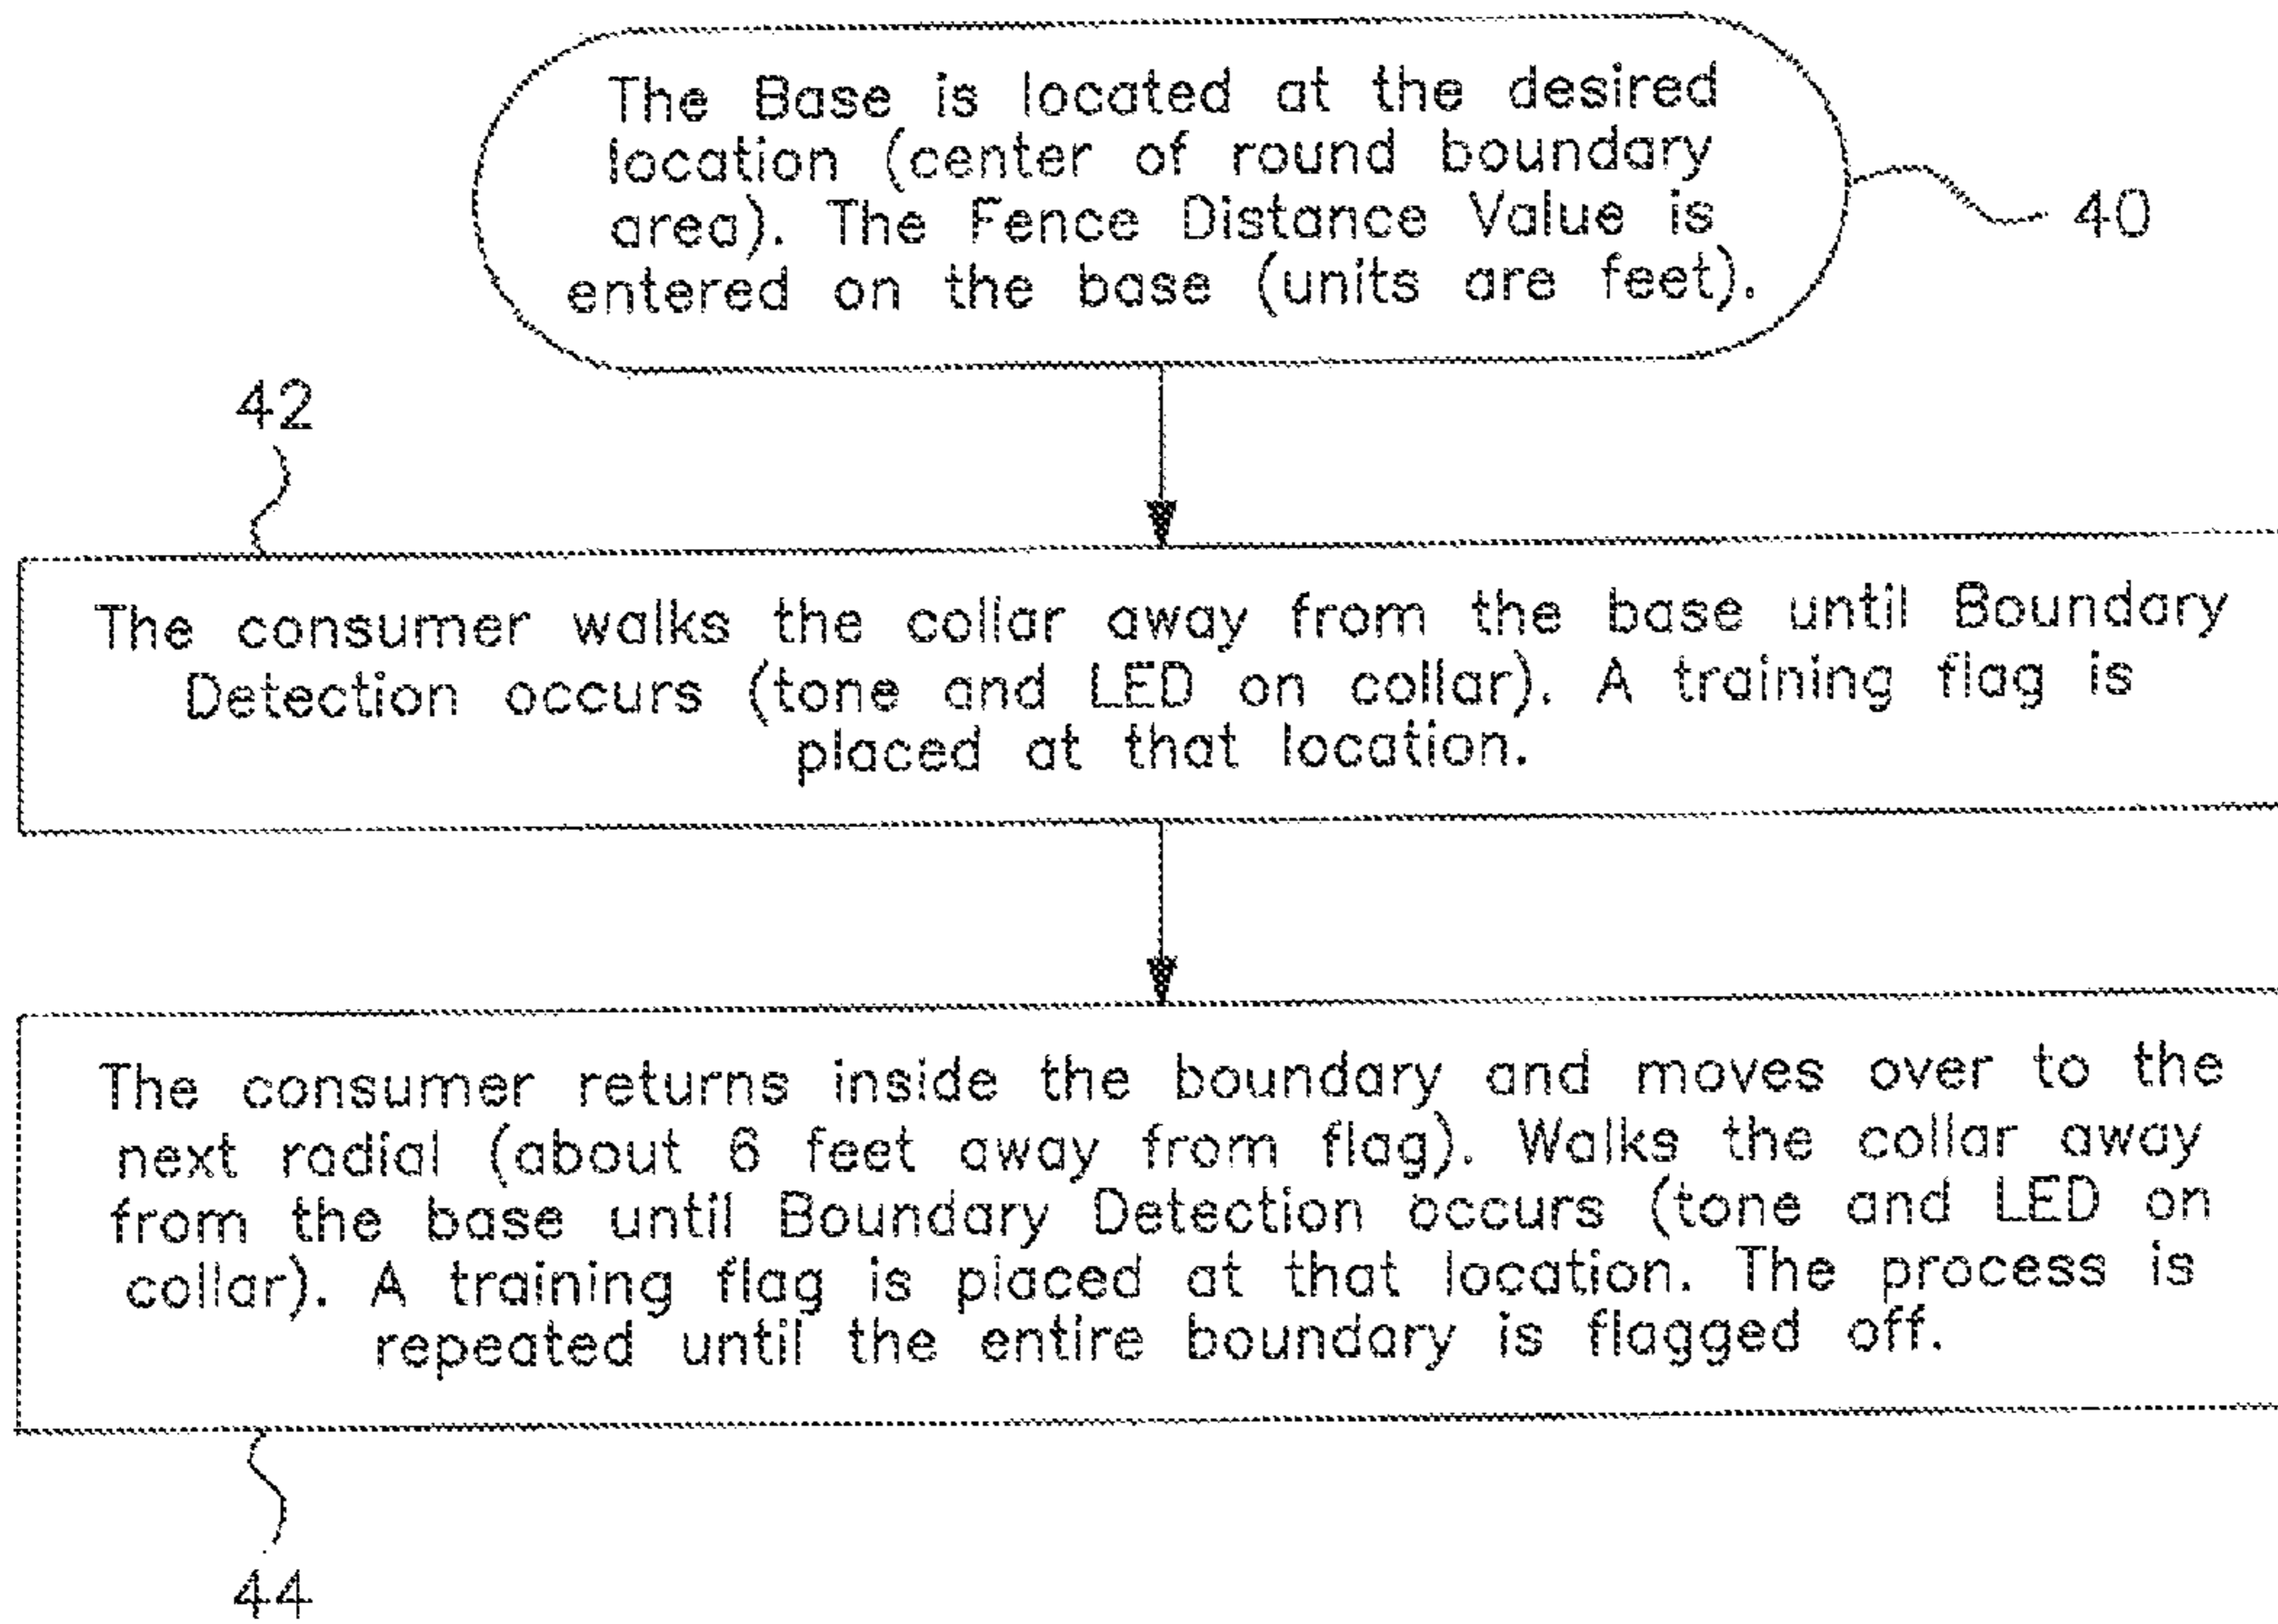 The Base is located at the desired
location (center of round boundary
area). The Fence Distance Value is
entered on the base (units are feet).
40
42
The consumer walks the collar away from the base until Boundary
Detection occurs (tone and LED on collar). A training flag is
placed at that location.
The consumer returns inside the boundary and moves over to the
next radial (about 6 feet away from flag). Walks the collar away
from the base until Boundary Detection occurs (tone and LED on
collar). A training flag is placed at that location. The process is
repeated until the entire boundary is flagged off.
44